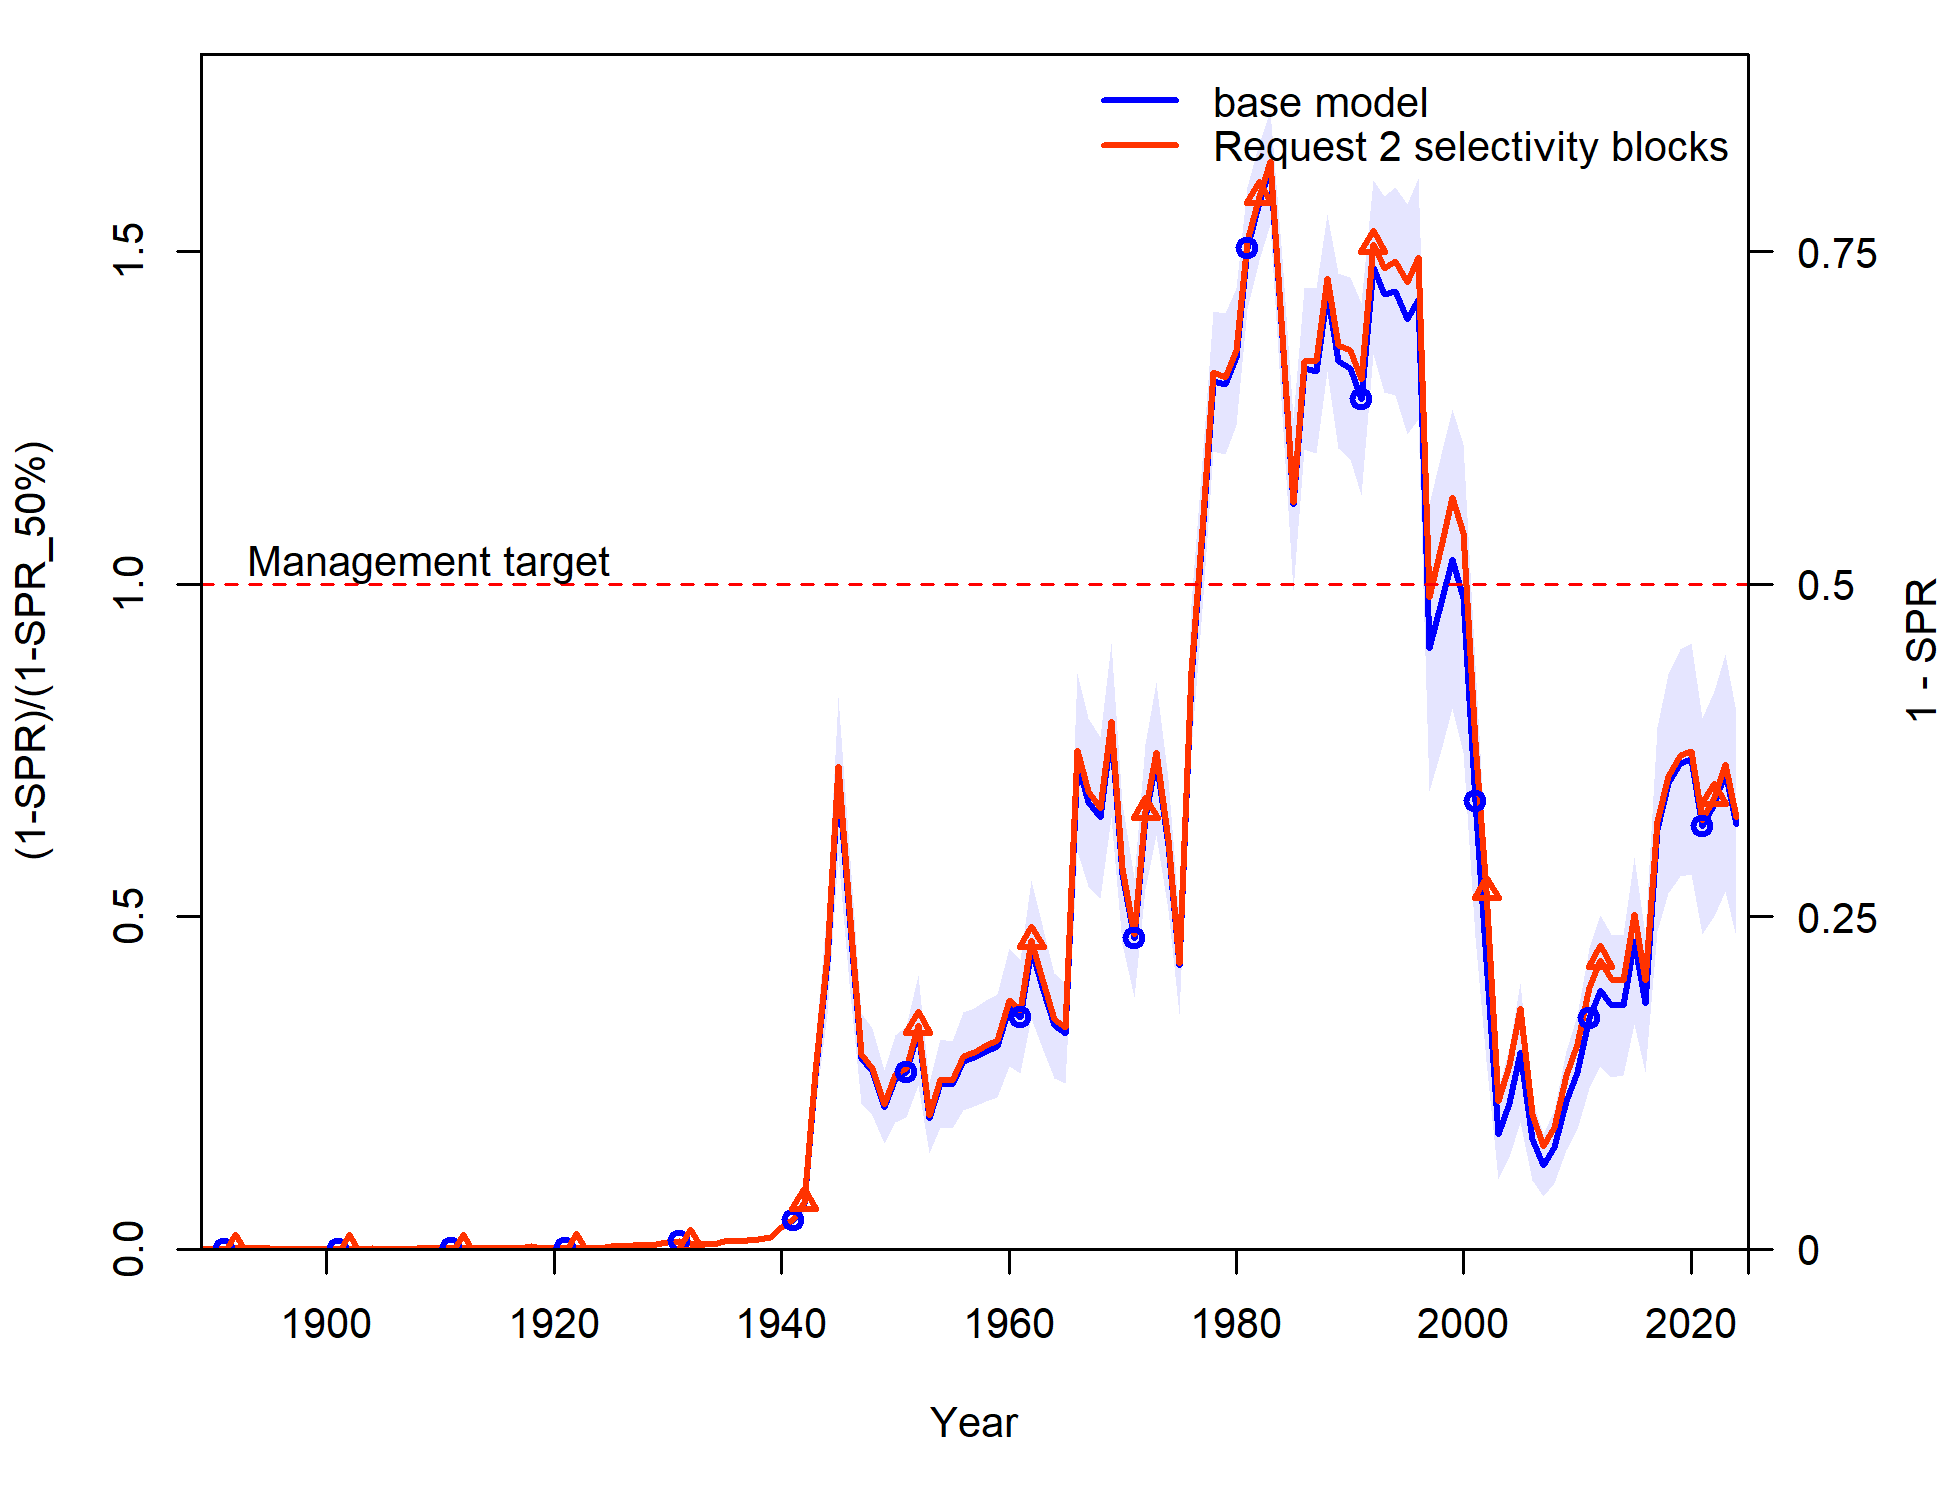 base model
Request 2 selectivity blocks
Management target
(1-SPR)/(1-SPR_50%)
1 - SPR
0.0
0.5
1.0
1.5
0
0.25
0.5
0.75
1900
1920
1940
1960
1980
2000
2020
Year